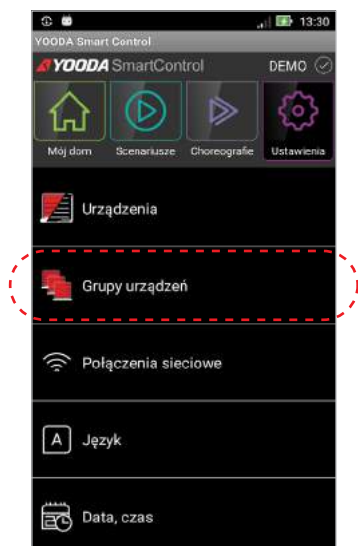 13:30
YOODA Smart Control
YOODA SmartControl DEMO
Mój dom Scenariusze Choreografie Ustawienia
Urządzenia
Grupy urządzeń
Połączenia sieciowe
A Język
Data, czas